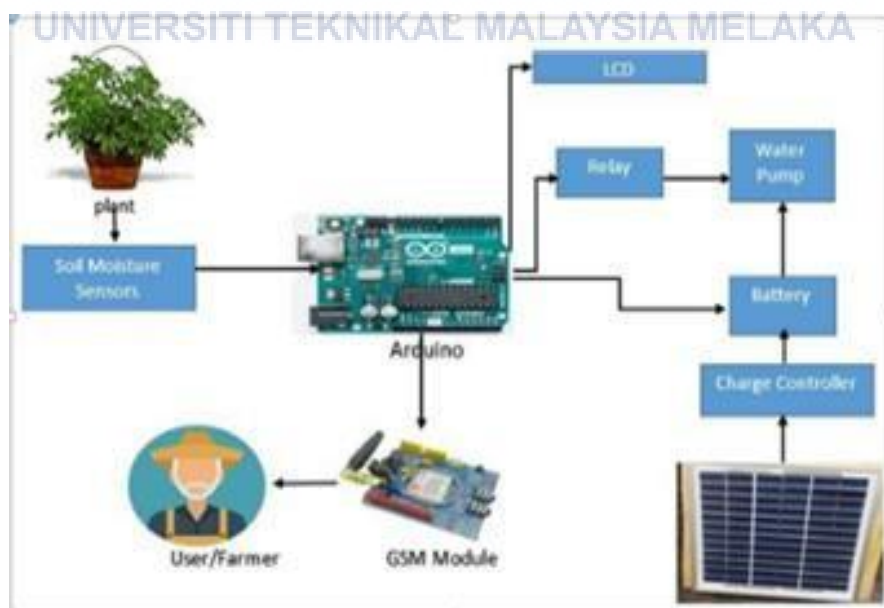 UNIVERSITI TEKNIKAL MALAYSIA MELAKA
LCD
Relay
Water
Pump
plant
Soil Moisture
Sensors
Battery
Arduino
Charge Controller
User/Farmer
GSM Module